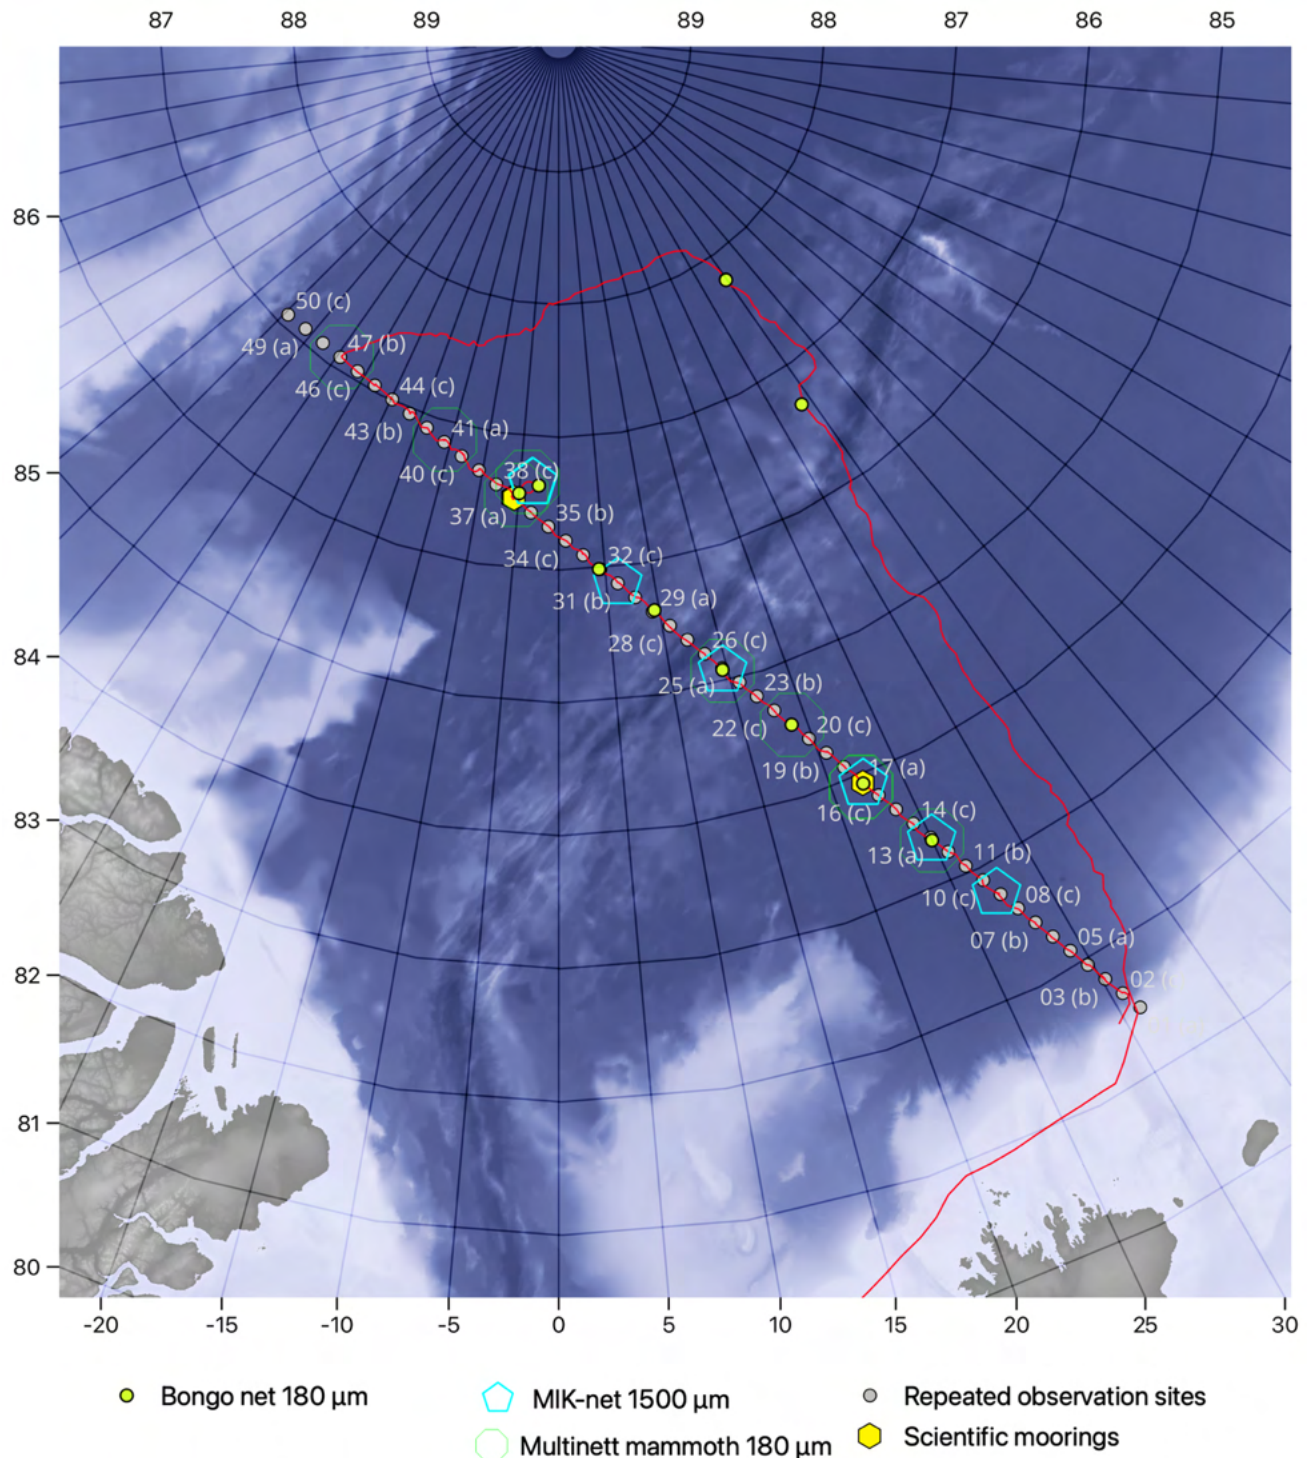 87 88 89 89 88 87 86 85
86
50 (c)
49 (a) 47 (b)
46 (c) 44 (c)
43 (b) 41 (a)
85
40 (c) 38 (c)
37 (a) 35 (b)
34 (c) 32 (c)
31 (b) 29 (a)
28 (c) 26 (c)
84
25 (a) 23 (b)
22 (c) 20 (c)
19 (b) 17 (a)
83
16 (c) 14 (c)
13 (a) 11 (b)
10 (c) 08 (c)
07 (b) 05 (a)
82
03 (b) 02
81
80
-20 -15 -10 -5 0 5 10 15 20 25 30
Bongo net 180 μm MIK-net 1500 μm Repeated observation sites
Multinett mammoth 180 μm Scientific moorings